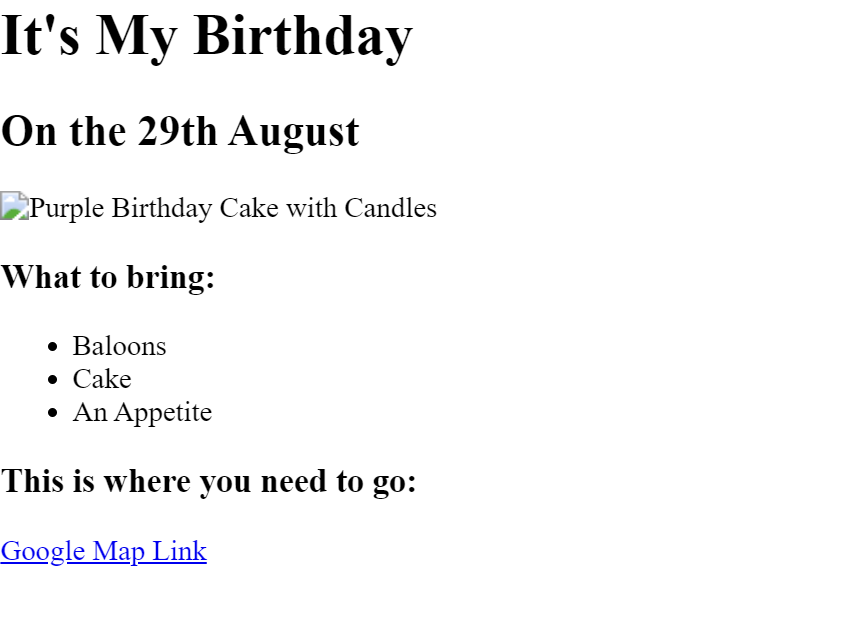 It's My Birthday
On the 29th August
Purple Birthday Cake with Candles
What to bring:
Baloons
Cake
An Appetite
This is where you need to go:
Google Map Link